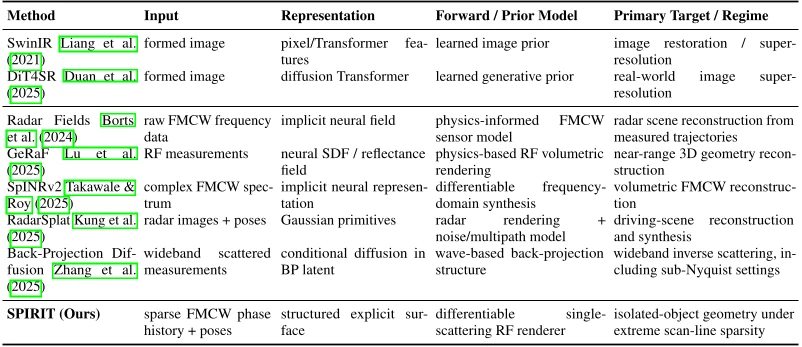 Method Input Representation Forward / Prior Model Primary Target / Regime
SwinIR Liang et al. formed image pixel/Transformer fea- learned image prior image restoration / super-
(2021) tures resolution
DiT4SR Duan et al. formed image diffusion Transformer learned generative prior real-world image super-
(2025) resolution
Radar Fields Borts raw FMCW frequency implicit neural field physics-informed FMCW radar scene reconstruction from
et al. (2024) data sensor model measured trajectories
GeRaF Lu et al. RF measurements neural SDF / reflectance physics-based RF volumetric near-range 3D geometry recon-
(2025) field rendering struction
SpINRv2 Takawale & complex FMCW spec- implicit neural represen- differentiable frequency- volumetric FMCW reconstruc-
Roy (2025) trum tation domain synthesis tion
RadarSplat Kung et al. radar images + poses Gaussian primitives radar rendering + driving-scene reconstruction
(2025) noise/multipath model and synthesis
Back-Projection Dif- wideband scattered conditional diffusion in wave-based back-projection wideband inverse scattering, in-
fusion Zhang et al. measurements BP latent structure cluding sub-Nyquist settings
(2025)
SPIRIT (Ours) sparse FMCW phase structured explicit sur- differentiable single- isolated-object geometry under
history + poses face scattering RF renderer extreme scan-line sparsity